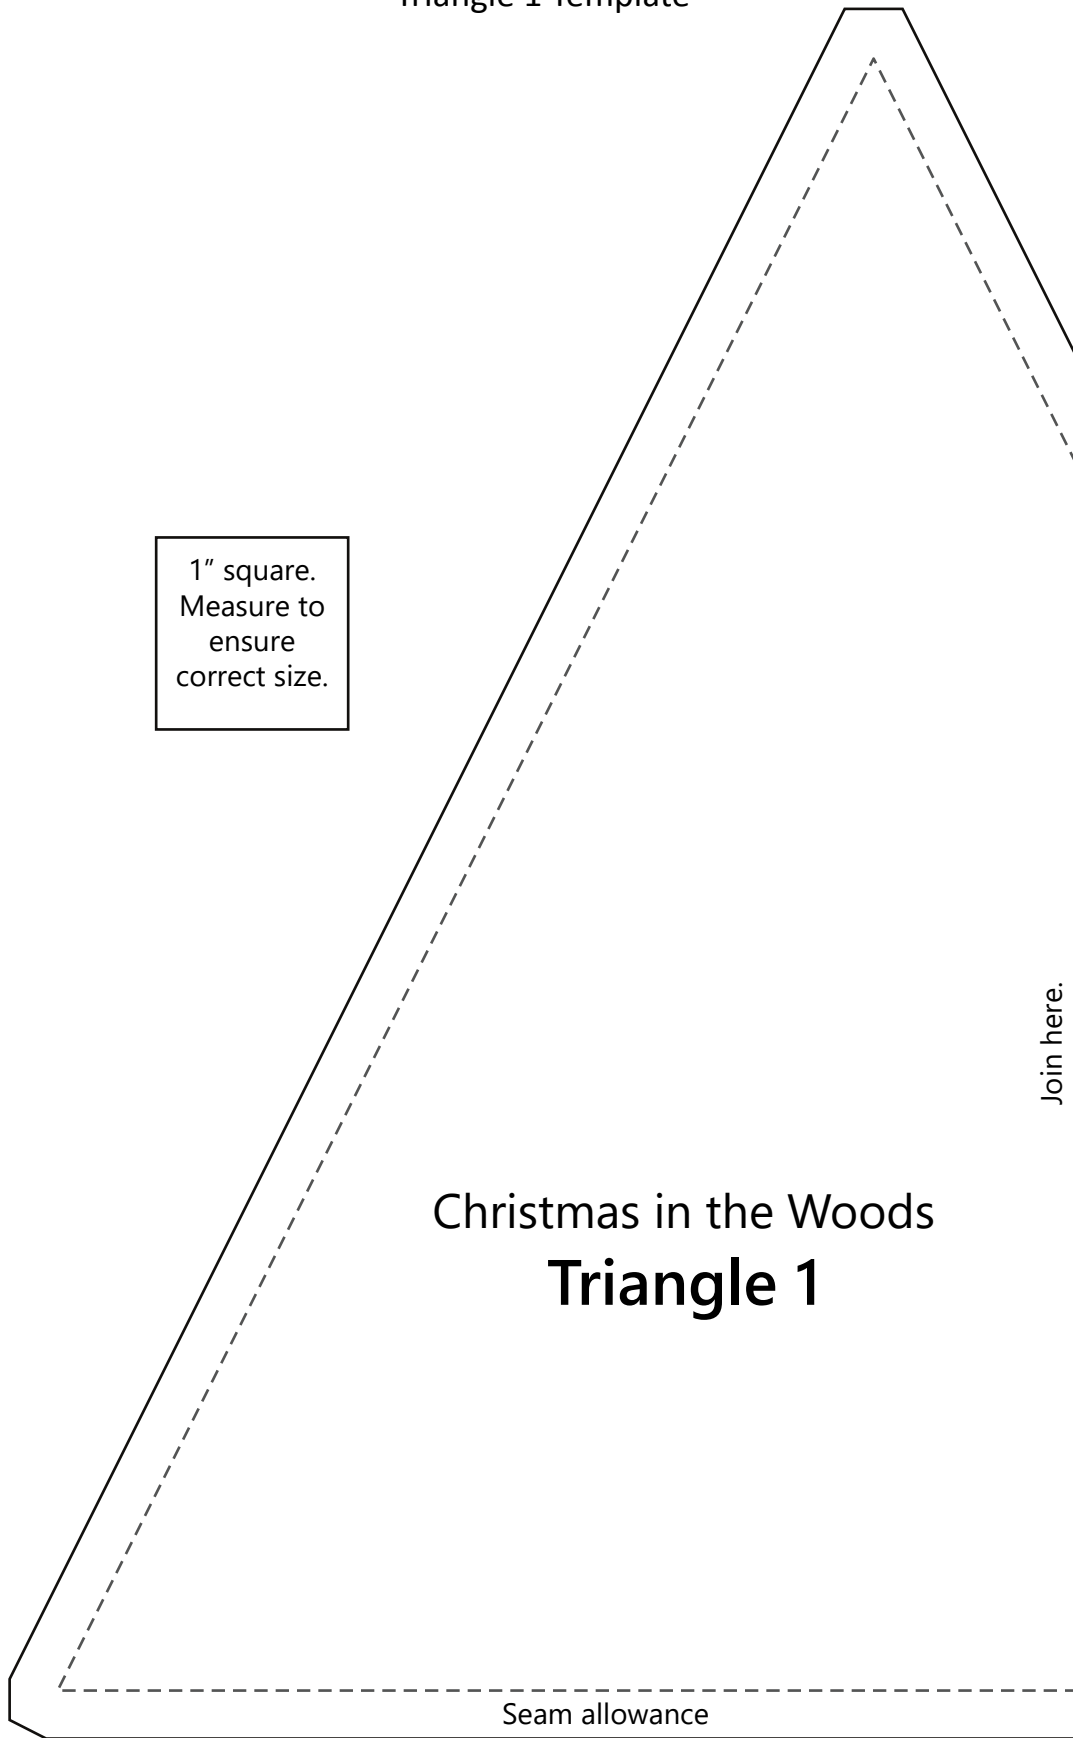 Triangle 1 Template
1" square.
Measure to
ensure
correct size.
Join here.
Christmas in the Woods
Triangle 1
Seam allowance